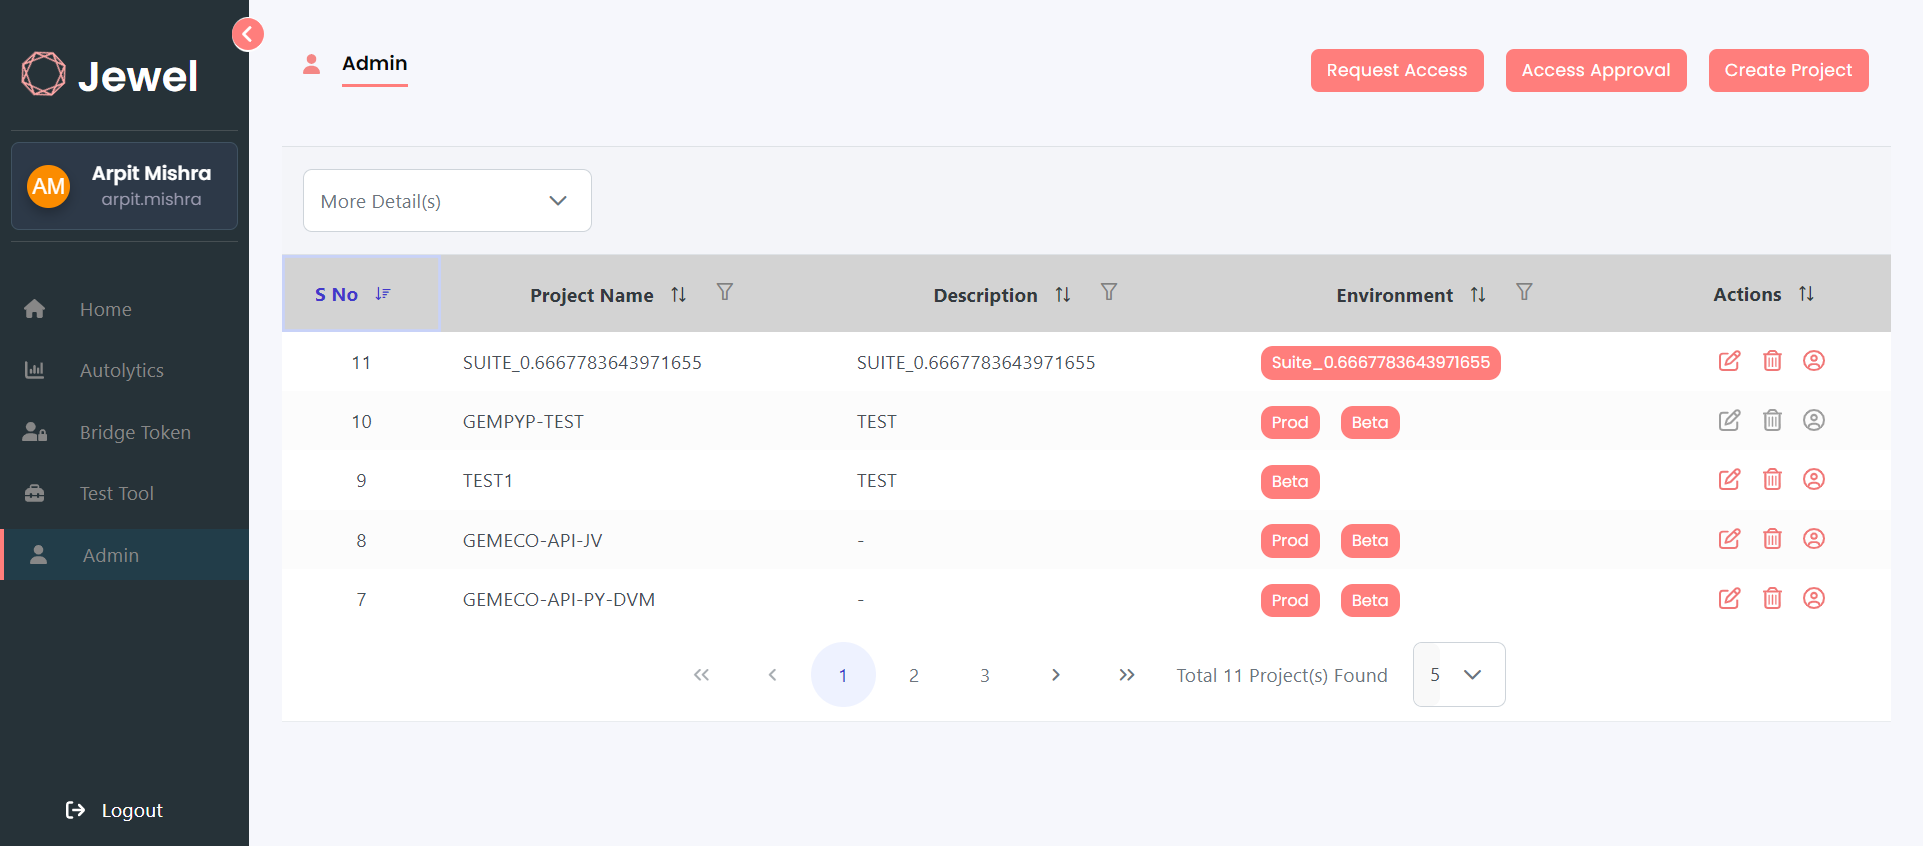 Jewel
AM
Arpit Mishra
arpit.mishra
Home
Autolytics
Bridge Token
Test Tool
Admin
Logout
Admin
Request Access
Access Approval
Create Project
More Detail(s)
S No Project Name Description Environment Actions
11 SUITE_0.6667783643971655 SUITE_0.6667783643971655 Suite_0.6667783643971655
10 GEMPYP-TEST TEST Prod Beta
9 TEST1 TEST Beta
8 GEMECO-API-JV - Prod Beta
7 GEMECO-API-PY-DVM - Prod Beta
1 2 3 Total 11 Project(s) Found 5